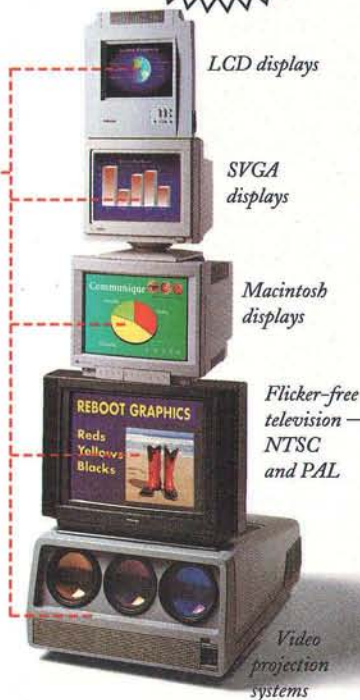 LCD displays
SVGA
displays
Communique
Macintosh
displays
Flicker-free
television —
NTSC
and PAL
REBOOT GRAPHICS
Reds
Yellows
Blacks
Video
projection
systems